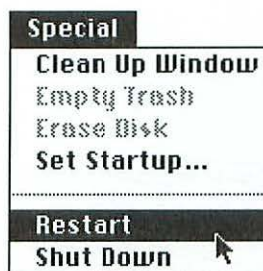 Special
Clean Up Window
Empty Trash
Erase Disk
Set Startup...
Restart
Shut Down